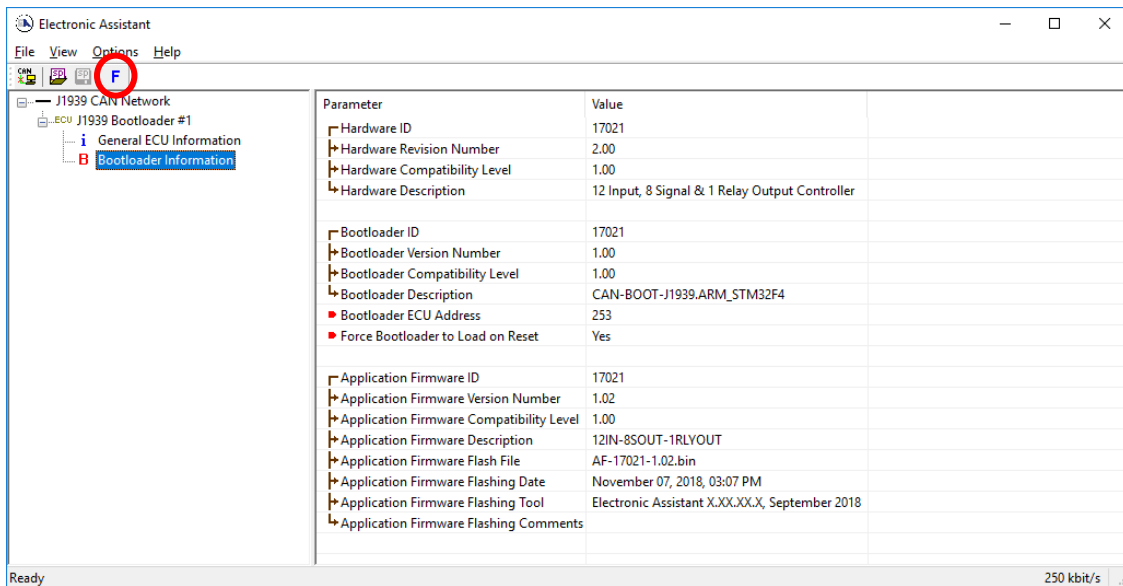 Electronic Assistant
File View Options Help
CAN SP SP F
J1939 CAN Network
ECU J1939 Bootloader #1
i General ECU Information
B Bootloader Information
Parameter Value
Hardware ID 17021
Hardware Revision Number 2.00
Hardware Compatibility Level 1.00
Hardware Description 12 Input, 8 Signal & 1 Relay Output Controller
Bootloader ID 17021
Bootloader Version Number 1.00
Bootloader Compatibility Level 1.00
Bootloader Description CAN-BOOT-J1939.ARM_STM32F4
Bootloader ECU Address 253
Force Bootloader to Load on Reset Yes
Application Firmware ID 17021
Application Firmware Version Number 1.02
Application Firmware Compatibility Level 1.00
Application Firmware Description 12IN-8SOUT-1RLYOUT
Application Firmware Flash File AF-17021-1.02.bin
Application Firmware Flashing Date November 07, 2018, 03:07 PM
Application Firmware Flashing Tool Electronic Assistant X.XX.XX.X, September 2018
Application Firmware Flashing Comments
Ready 250 kbit/s